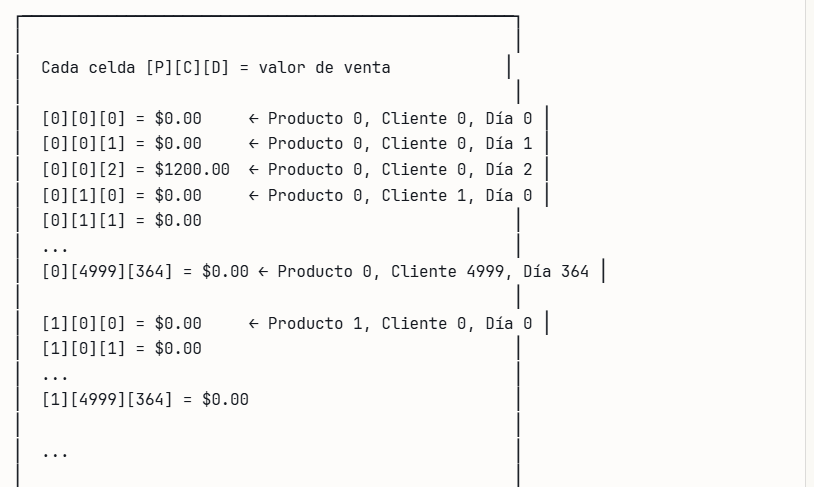 Cada celda [P][C][D] = valor de venta
[0][0][0] = $0.00     ← Producto 0, Cliente 0, Día 0
[0][0][1] = $0.00     ← Producto 0, Cliente 0, Día 1
[0][0][2] = $1200.00  ← Producto 0, Cliente 0, Día 2
[0][1][0] = $0.00     ← Producto 0, Cliente 1, Día 0
[0][1][1] = $0.00
...
[0][4999][364] = $0.00 ← Producto 0, Cliente 4999, Día 364
[1][0][0] = $0.00     ← Producto 1, Cliente 0, Día 0
[1][0][1] = $0.00
...
[1][4999][364] = $0.00
...